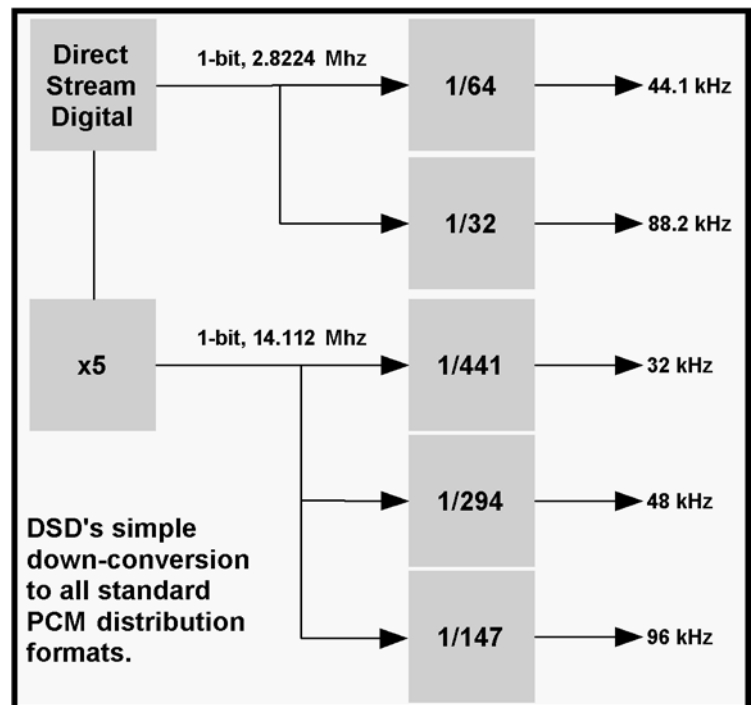 Direct
Stream
Digital
1-bit, 2.8224 Mhz
1/64
44.1 kHz
1/32
88.2 kHz
x5
1-bit, 14.112 Mhz
1/441
32 kHz
1/294
48 kHz
1/147
96 kHz
DSD's simple
down-conversion
to all standard
PCM distribution
formats.